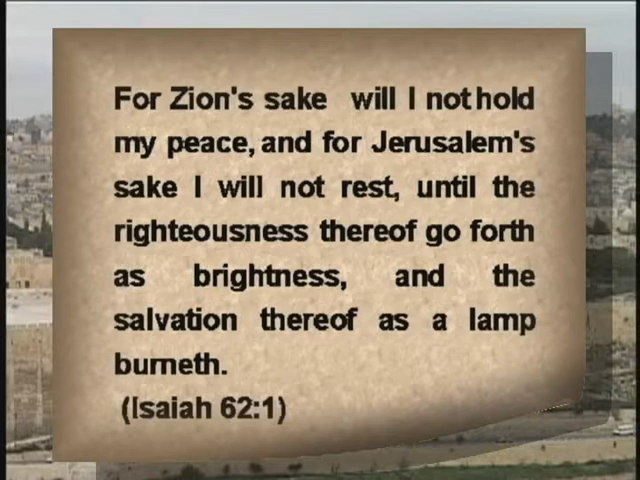 For Zion's sake will I not hold
my peace, and for Jerusalem's
sake I will not rest, until the
righteousness thereof go forth
as brightness, and the
salvation thereof as a lamp
burneth.
(Isaiah 62:1)